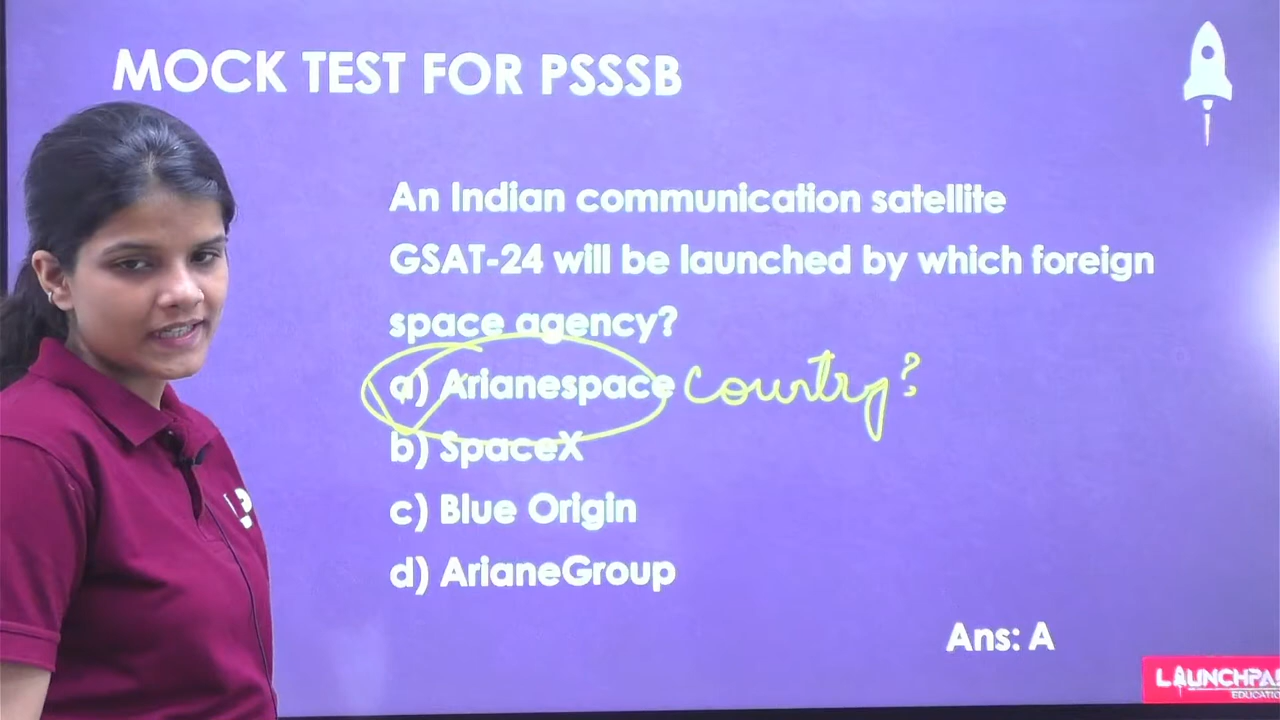 MOCK TEST FOR PSSSB
An Indian communication satellite
GSAT-24 will be launched by which foreign
space agency?
a) Arianespace country?
b) SpaceX
c) Blue Origin
d) ArianeGroup
Ans: A